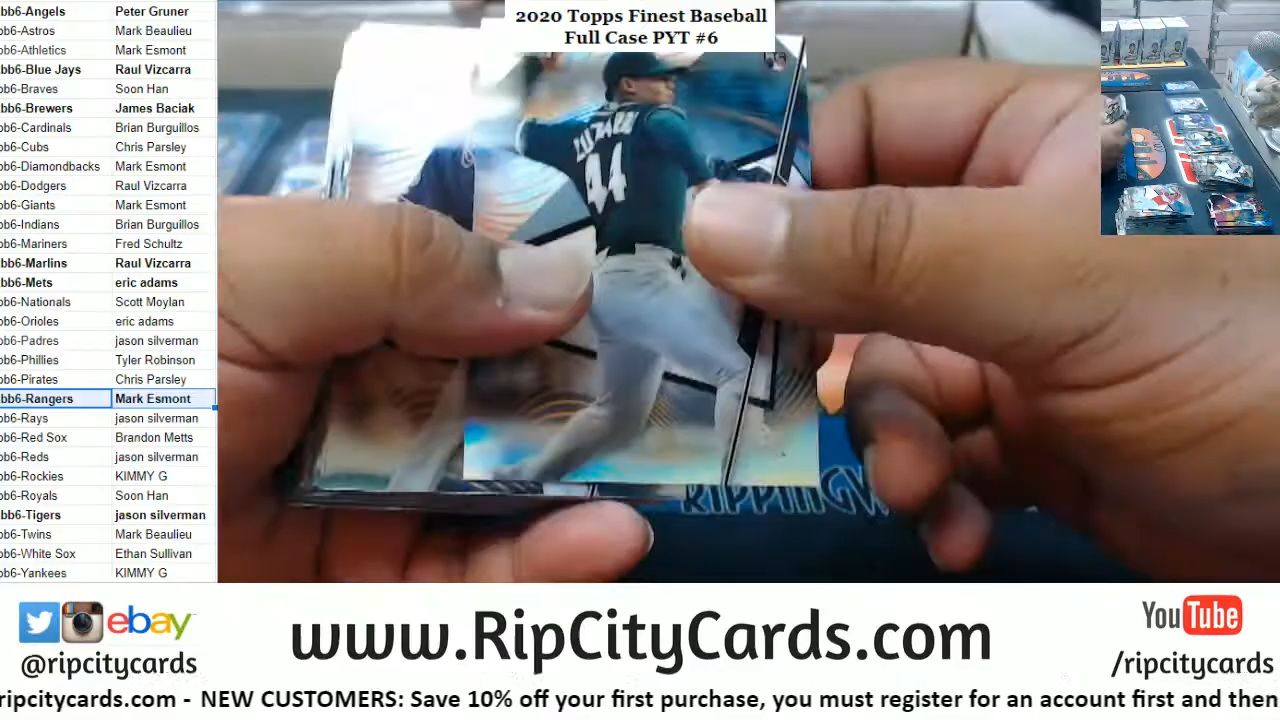 2020 Topps Finest Baseball
Full Case PYT #6
bb6-Angels Peter Gruner
bb6-Astros Mark Beaulieu
bb6-Athletics Mark Esmont
bb6-Blue Jays Raul Vizcarra
bb6-Braves Soon Han
bb6-Brewers James Baciak
bb6-Cardinals Brian Burguillos
bb6-Cubs Chris Parsley
b6-Diamondbacks Mark Esmont
bb6-Dodgers Raul Vizcarra
bb6-Giants Mark Esmont
bb6-Indians Brian Burguillos
bb6-Mariners Fred Schultz
bb6-Marlins Raul Vizcarra
bb6-Mets eric adams
bb6-Nationals Scott Moylan
bb6-Orioles eric adams
bb6-Padres jason silverman
bb6-Phillies Tyler Robinson
bb6-Pirates Chris Parsley
bb6-Rangers Mark Esmont
bb6-Rays jason silverman
bb6-Red Sox Brandon Metts
bb6-Reds jason silverman
bb6-Rockies KIMMY G
bb6-Royals Soon Han
bb6-Tigers jason silverman
bb6-Twins Mark Beaulieu
bb6-White Sox Ethan Sullivan
bb6-Yankees KIMMY G
44
RIPPINGW
ebay
@ripcitycards
www.RipCityCards.com
YouTube
/ripcitycards
ripcitycards.com - NEW CUSTOMERS: Save 10% off your first purchase, you must register for an account first and then